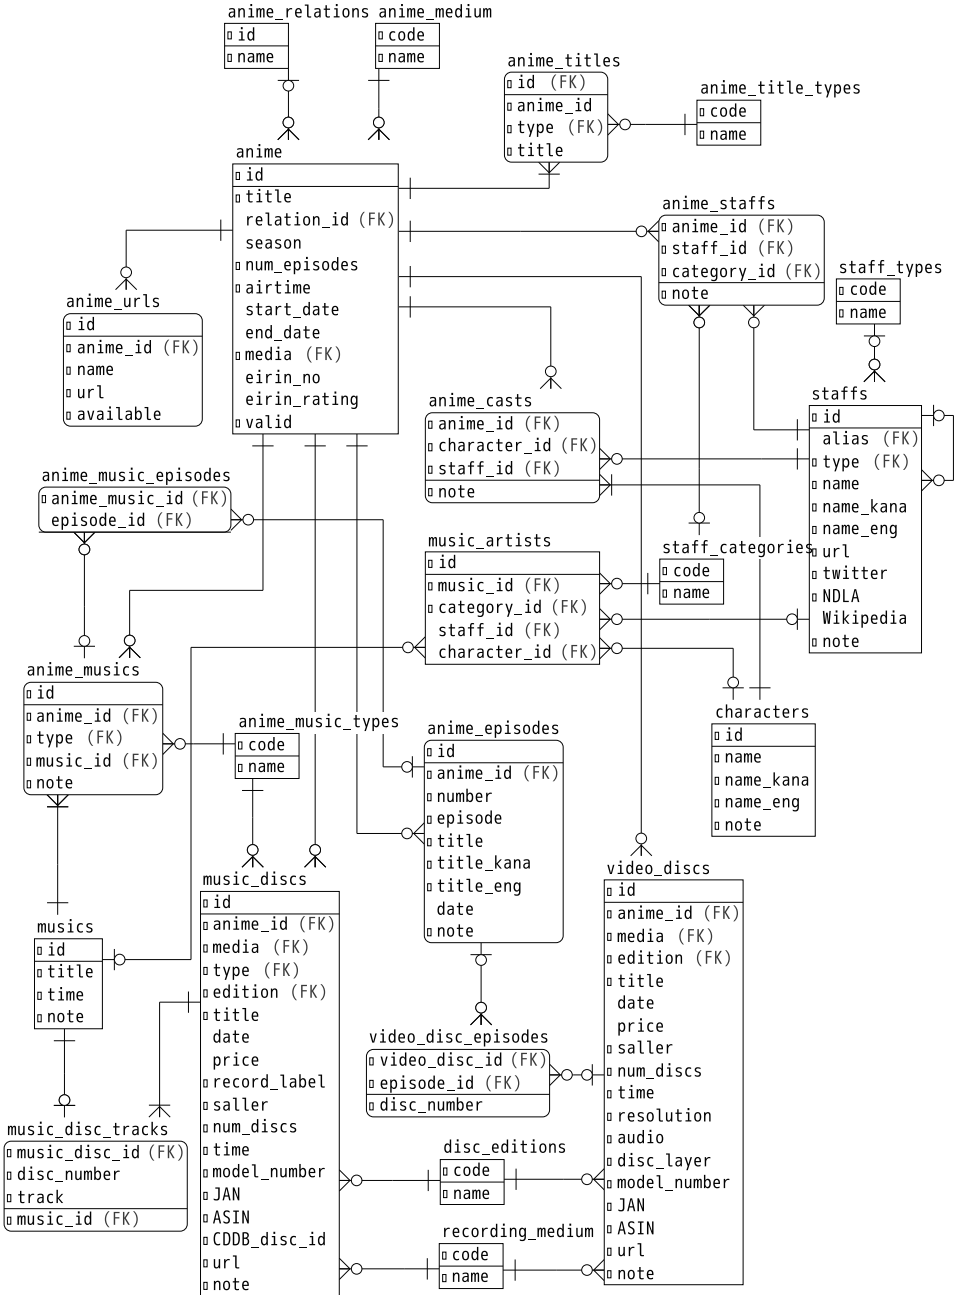 anime_relations
id
name
anime_medium
code
name
anime_titles
id (FK)
anime_id
type (FK)
title
anime_title_types
code
name
anime
id
title
relation_id (FK)
season
num_episodes
airtime
start_date
end_date
media (FK)
eirin_no
eirin_rating
valid
anime_staffs
anime_id (FK)
staff_id (FK)
category_id (FK)
note
staff_types
code
name
anime_urls
id
anime_id (FK)
name
url
available
anime_casts
anime_id (FK)
character_id (FK)
staff_id (FK)
note
staffs
id
alias (FK)
type (FK)
name
name_kana
name_eng
url
twitter
NDLA
Wikipedia
note
anime_music_episodes
anime_music_id (FK)
episode_id (FK)
music_artists
id
music_id (FK)
category_id (FK)
staff_id (FK)
character_id (FK)
staff_categories
code
name
anime_musics
id
anime_id (FK)
type (FK)
music_id (FK)
note
anime_music_types
code
name
anime_episodes
id
anime_id (FK)
number
episode
title
title_kana
title_eng
date
note
characters
id
name
name_kana
name_eng
note
music_discs
id
anime_id (FK)
media (FK)
type (FK)
edition (FK)
title
date
price
record_label
saller
num_discs
time
model_number
JAN
ASIN
CDDB_disc_id
url
note
video_discs
id
anime_id (FK)
media (FK)
edition (FK)
title
date
price
saller
num_discs
time
resolution
audio
disc_layer
model_number
JAN
ASIN
url
note
musics
id
title
time
note
video_disc_episodes
video_disc_id (FK)
episode_id (FK)
disc_number
music_disc_tracks
music_disc_id (FK)
disc_number
track
music_id (FK)
disc_editions
code
name
recording_medium
code
name